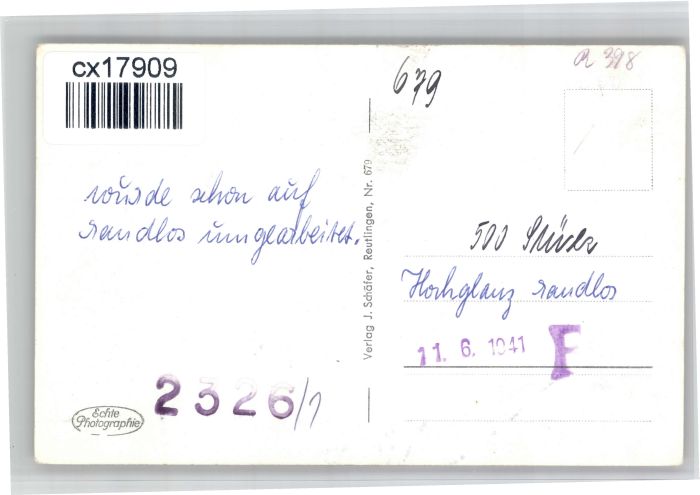 cx17909
679
R 398
wurde schon auf
randlos umgearbeitet.
Verlag J. Schäfer, Reutlingen, Nr. 679
500 Stück
Hochglanz randlos
11. 6. 1941 F
2326/1
Echte
Photographie